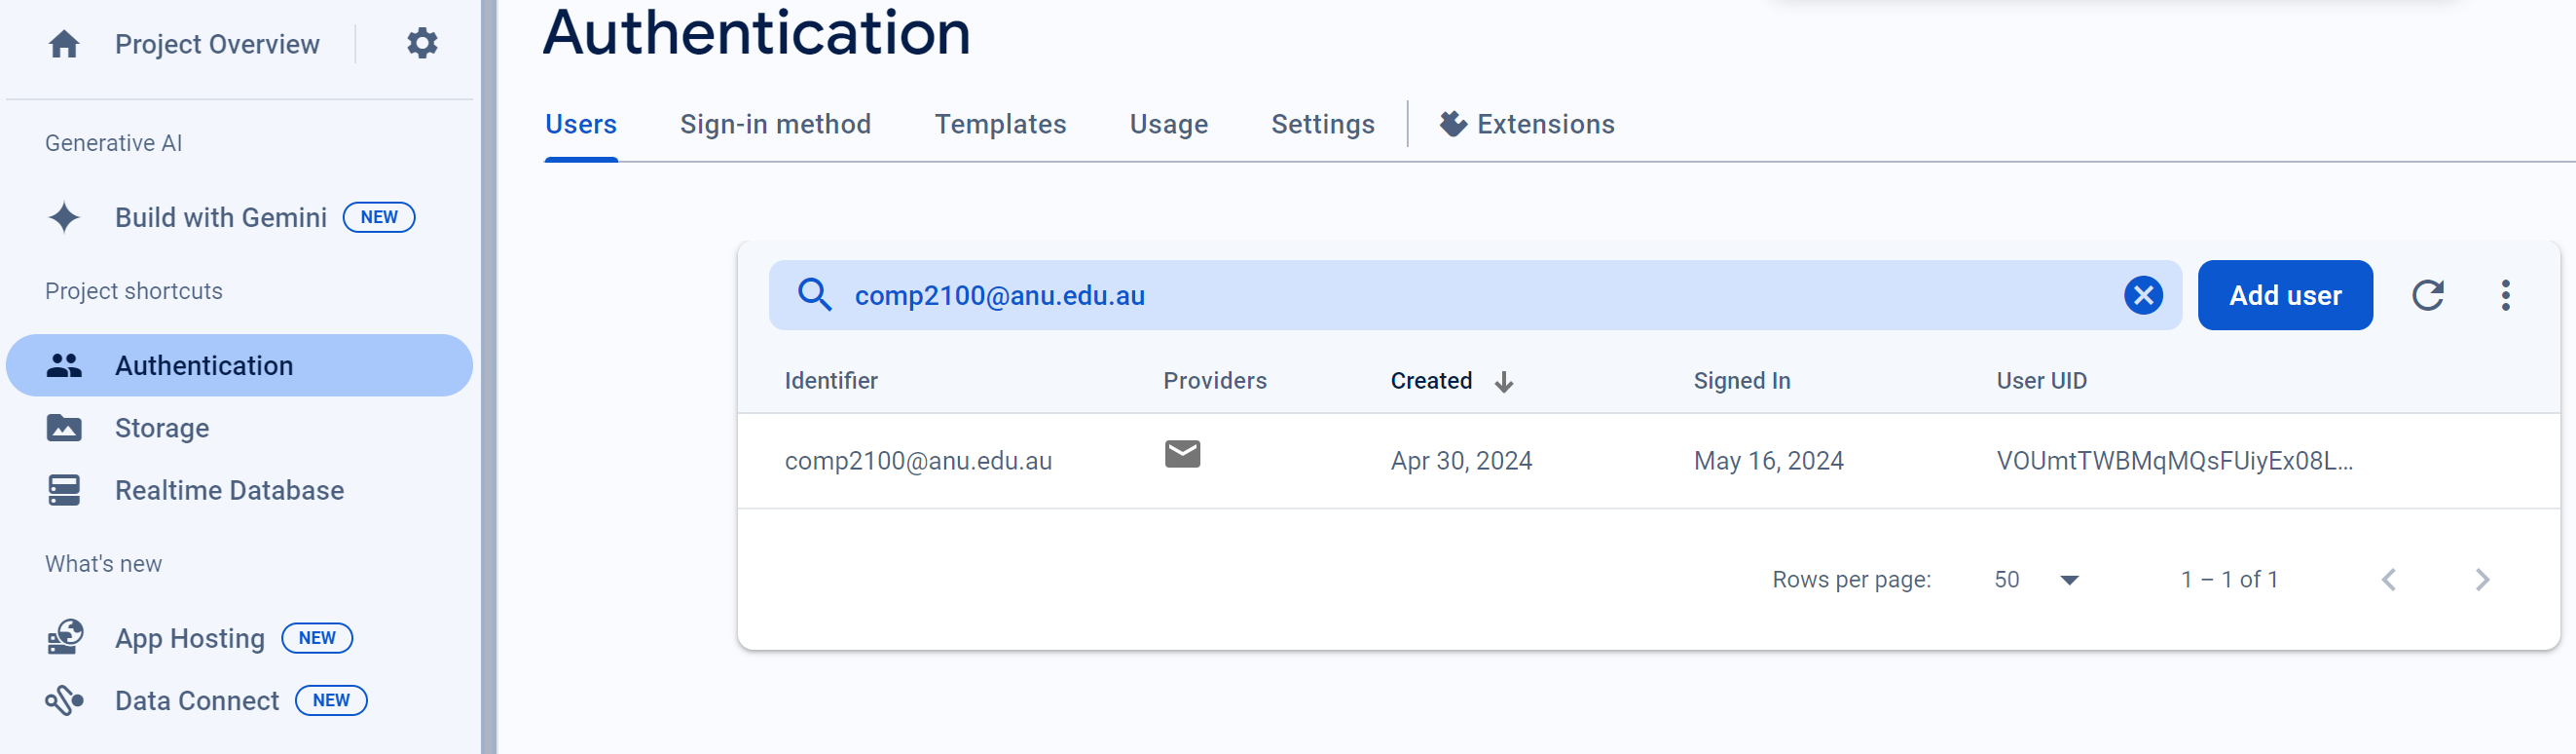 Project Overview
Generative AI
Build with Gemini NEW
Project shortcuts
Authentication
Storage
Realtime Database
What's new
App Hosting NEW
Data Connect NEW
Authentication
Users Sign-in method Templates Usage Settings Extensions
comp2100@anu.edu.au Add user
Identifier Providers Created Signed In User UID
comp2100@anu.edu.au Apr 30, 2024 May 16, 2024 VOUmtTWBMqMQsFUiyEx08L...
Rows per page: 50 1 – 1 of 1